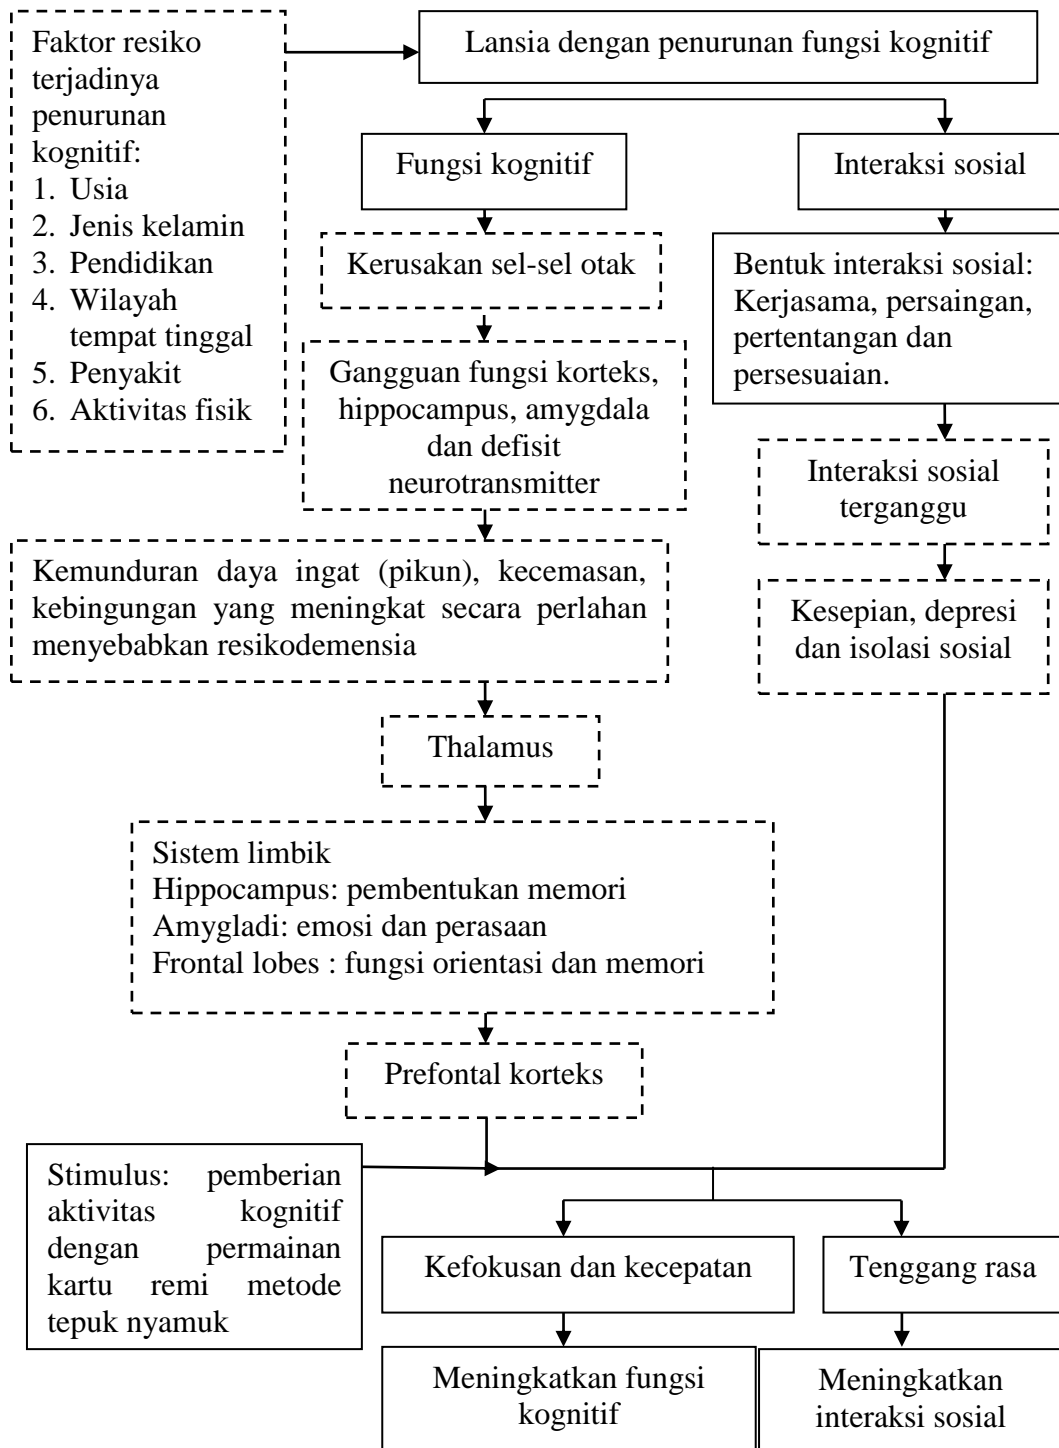 Faktor resiko
terjadinya
penurunan
kognitif:
1. Usia
2. Jenis kelamin
3. Pendidikan
4. Wilayah
tempat tinggal
5. Penyakit
6. Aktivitas fisik
Lansia dengan penurunan fungsi kognitif
Fungsi kognitif
Interaksi sosial
Kerusakan sel-sel otak
Bentuk interaksi sosial:
Kerjasama, persaingan,
pertentangan dan
persesuaian.
Gangguan fungsi korteks,
hippocampus, amygdala
dan defisit
neurotransmitter
Interaksi sosial
terganggu
Kemunduran daya ingat (pikun), kecemasan,
kebingungan yang meningkat secara perlahan
menyebabkan resikodemensia
Kesepian, depresi
dan isolasi sosial
Thalamus
Sistem limbik
Hippocampus: pembentukan memori
Amygladi: emosi dan perasaan
Frontal lobes : fungsi orientasi dan memori
Prefontal korteks
Stimulus: pemberian
aktivitas kognitif
dengan permainan
kartu remi metode
tepuk nyamuk
Kefokusan dan kecepatan
Tenggang rasa
Meningkatkan fungsi
kognitif
Meningkatkan
interaksi sosial